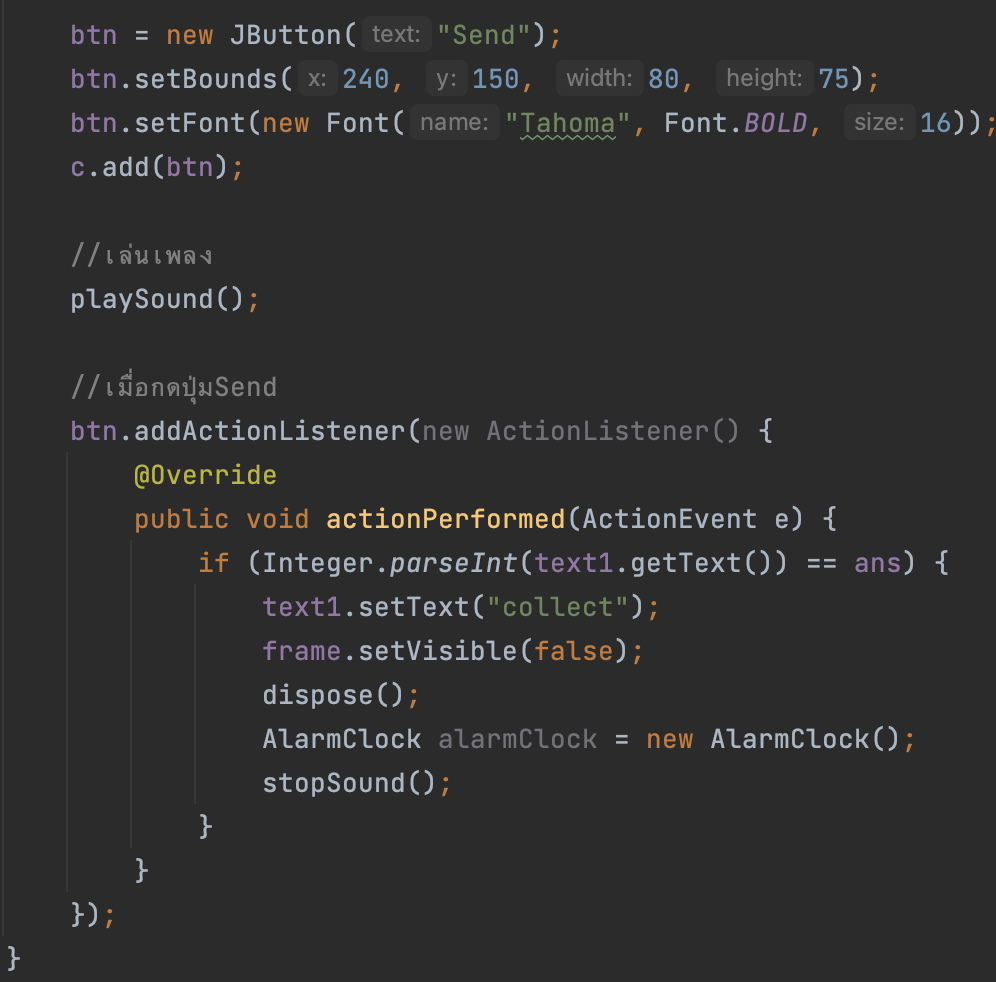 btn = new JButton( text: "Send");
btn.setBounds( x: 240, y: 150, width: 80, height: 75);
btn.setFont(new Font( name: "Tahoma", Font.BOLD, size: 16));
c.add(btn);
//เล่นเพลง
playSound();
//เมื่อกดปุ่มSend
btn.addActionListener(new ActionListener() {
@Override
public void actionPerformed(ActionEvent e) {
if (Integer.parseInt(text1.getText()) == ans) {
text1.setText("collect");
frame.setVisible(false);
dispose();
AlarmClock alarmClock = new AlarmClock();
stopSound();
}
}
});
}